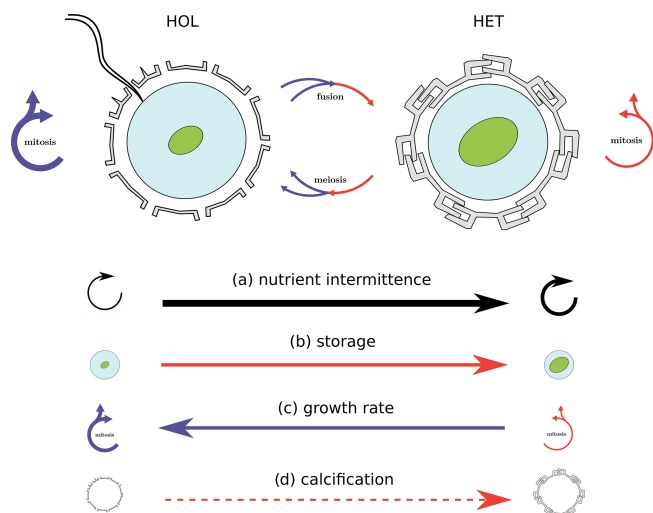 HOL
HET
mitosis
fusion
meiosis
mitosis
(a) nutrient intermittence
(b) storage
(c) growth rate
mitosis
mitosis
(d) calcification